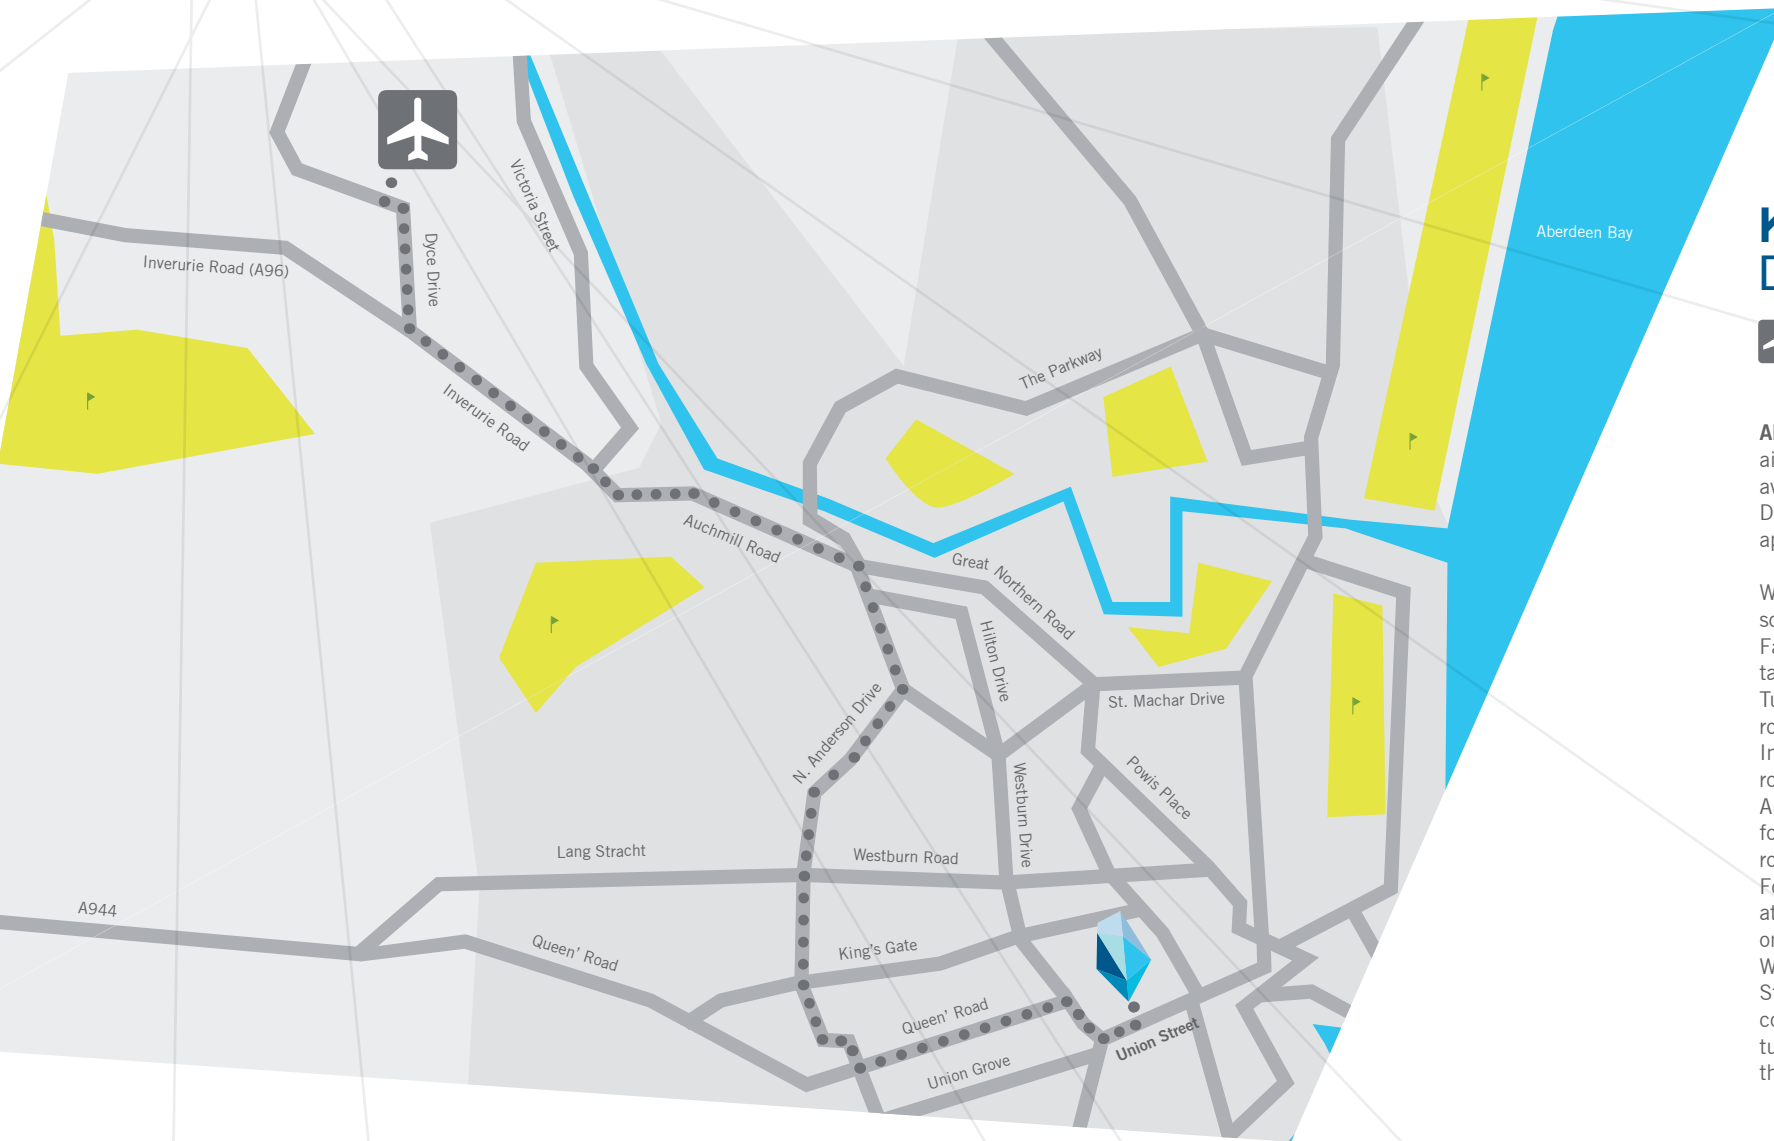 Victoria Street
Dyce Drive
Inverurie Road (A96)
Aberdeen Bay
The Parkway
Inverurie Road
Auchmill Road
Great Northern Road
Hilton Drive
St. Machar Drive
N. Anderson Drive
Westburn Drive
Powis Place
Lang Stracht
Westburn Road
A944
Queen' Road
King's Gate
Queen' Road
Union Street
Union Grove